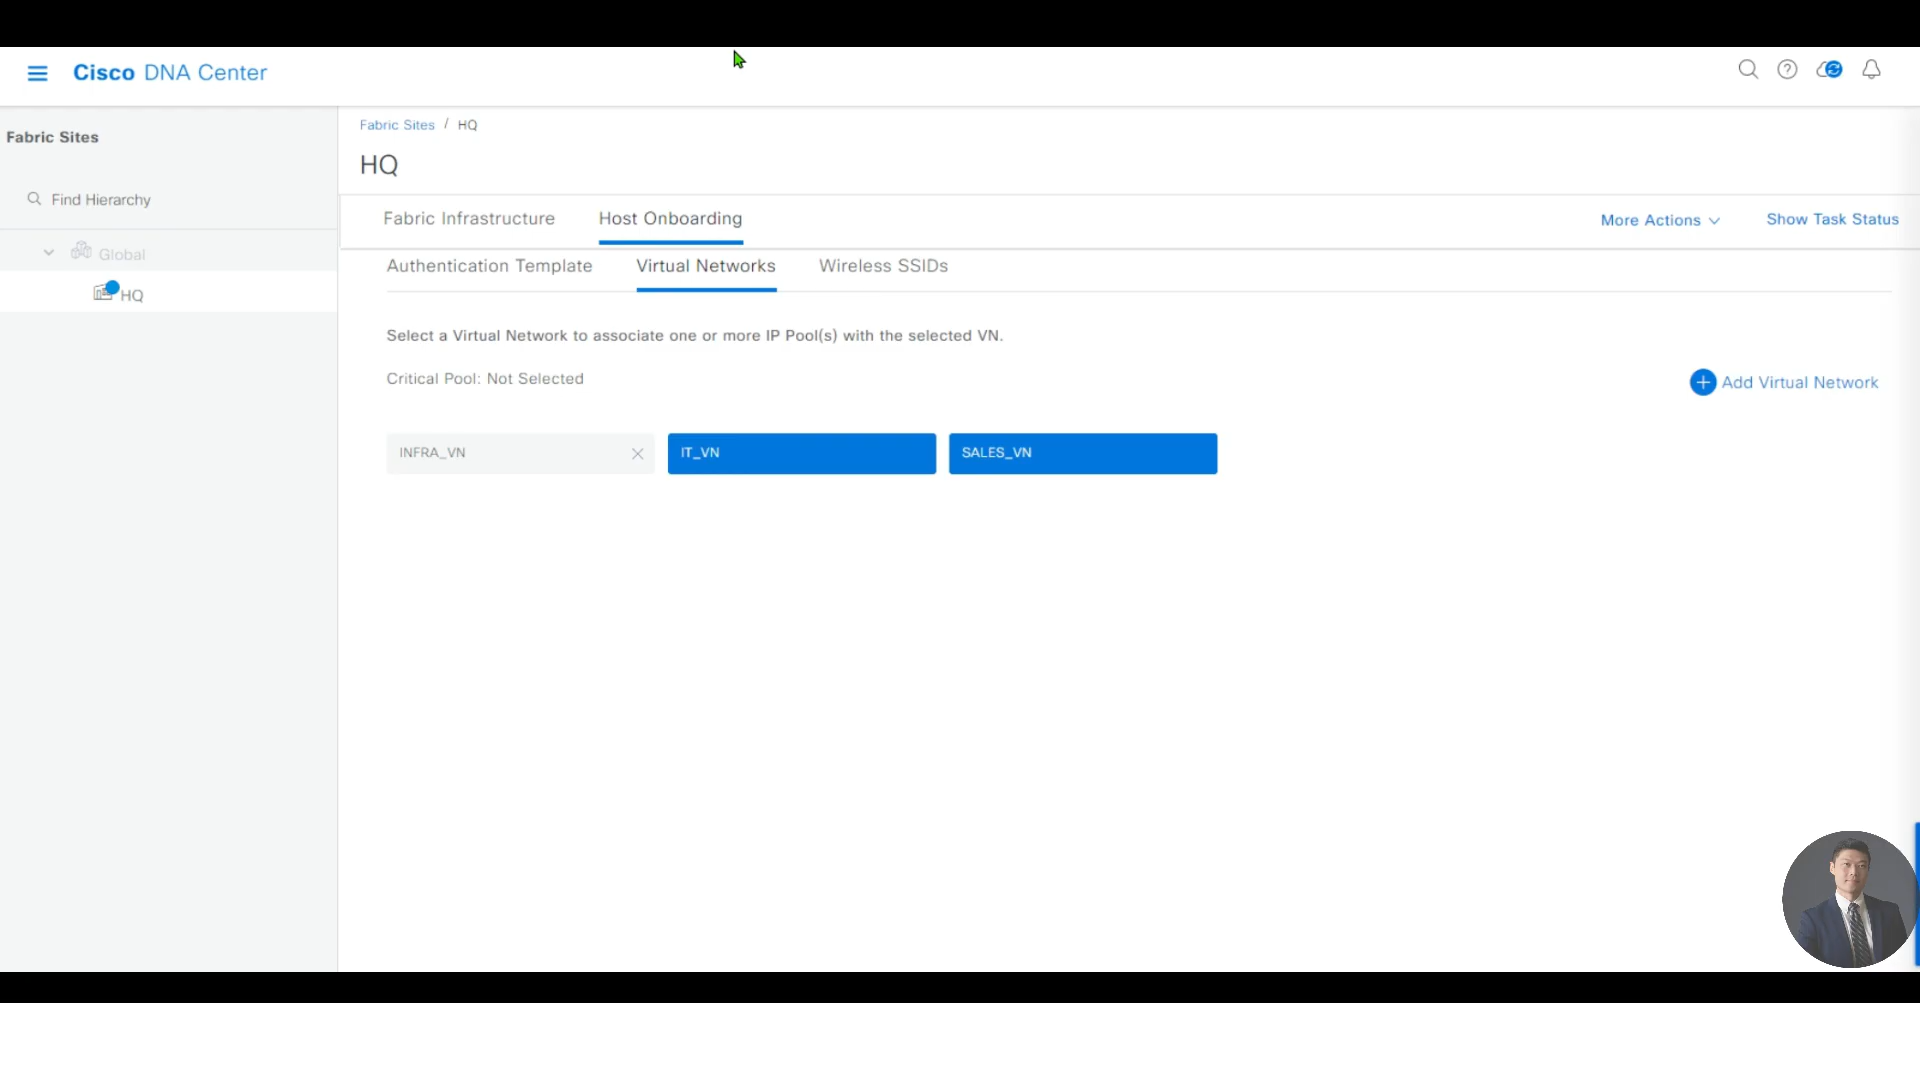 Cisco DNA Center
Fabric Sites
Find Hierarchy
Global
HQ
Fabric Sites / HQ
HQ
Fabric Infrastructure Host Onboarding More Actions Show Task Status
Authentication Template Virtual Networks Wireless SSIDs
Select a Virtual Network to associate one or more IP Pool(s) with the selected VN.
Critical Pool: Not Selected
Add Virtual Network
INFRA_VN IT_VN SALES_VN